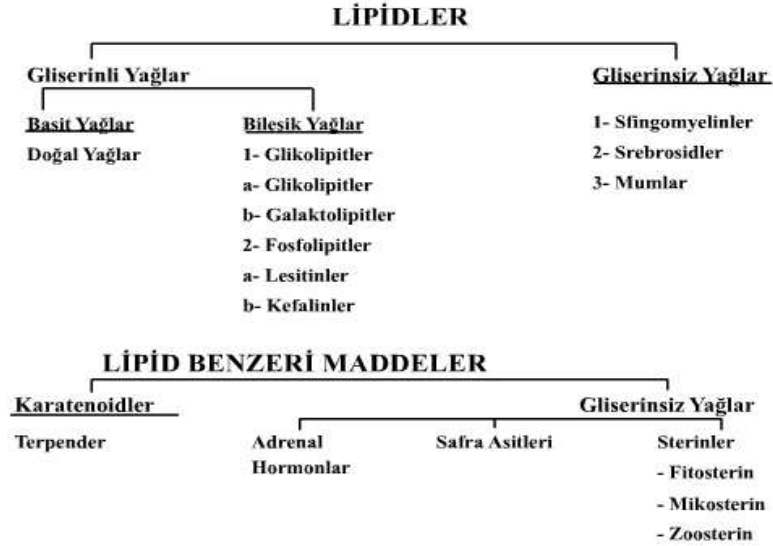 LİPİDLER
Gliserinli Yağlar
Gliserinsiz Yağlar
Basit Yağlar
Doğal Yağlar
Bileşik Yağlar
1- Glikolipitler
a- Glikolipitler
b- Galaktolipitler
2- Fosfolipitler
a- Lesitinler
b- Kefalinler
1- Sfingomyelinler
2- Srebrosidler
3- Mumlar
LİPİD BENZERİ MADDELER
Karatenoidler
Terpender
Gliserinsiz Yağlar
Adrenal
Hormonlar
Safra Asitleri
Sterinler
- Fitosterin
- Mikosterin
- Zoosterin